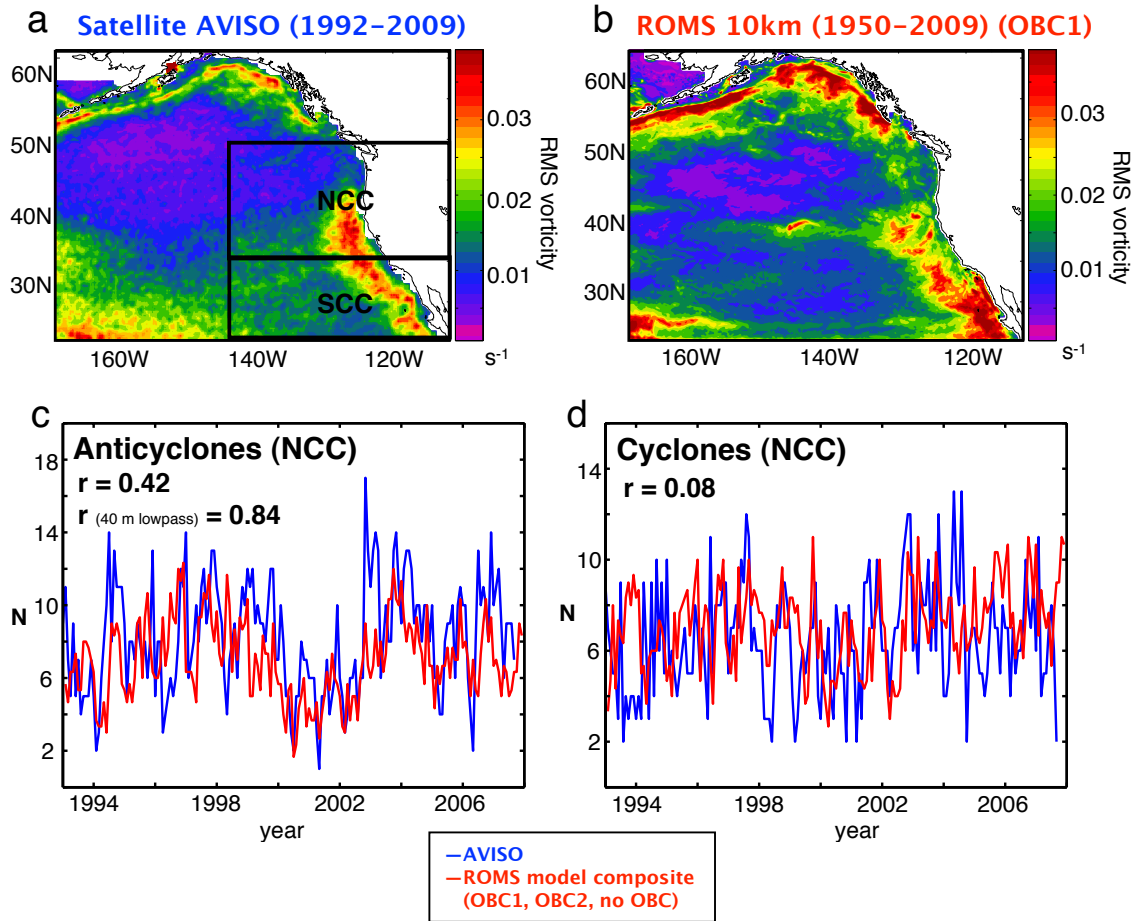 a Satellite AVISO (1992–2009)
60N
50N
40N
30N
160W 140W 120W
NCC
SCC
0.03
0.02
0.01
RMS vorticity
s-1
b ROMS 10km (1950–2009) (OBC1)
60N
50N
40N
30N
160W 140W 120W
0.03
0.02
0.01
RMS vorticity
s-1
c
Anticyclones (NCC)
r = 0.42
r (40 m lowpass) = 0.84
18
14
N 10
6
2
1994 1998 2002 2006
year
d
Cyclones (NCC)
r = 0.08
14
N 10
6
2
1994 1998 2002 2006
year
—AVISO
—ROMS model composite
(OBC1, OBC2, no OBC)